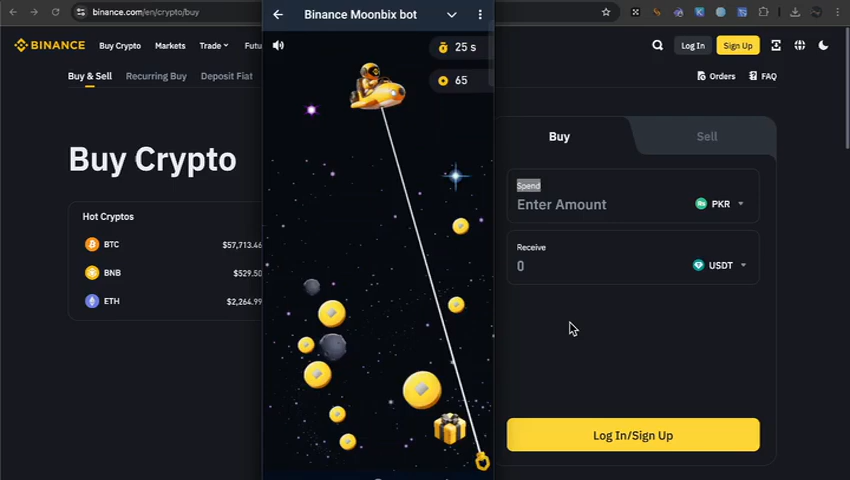 binance.com/en/crypto/buy
Binance Moonbix bot
BINANCE
Buy Crypto
Markets
Trade
Futu
Log In
Sign Up
Buy & Sell
Recurring Buy
Deposit Fiat
Orders
FAQ
25 s
65
Buy Crypto
Hot Cryptos
BTC
$57,713.46
BNB
$529.50
ETH
$2,264.99
Buy
Sell
Spend
Enter Amount
Rs
PKR
Receive
0
USDT
Log In/Sign Up